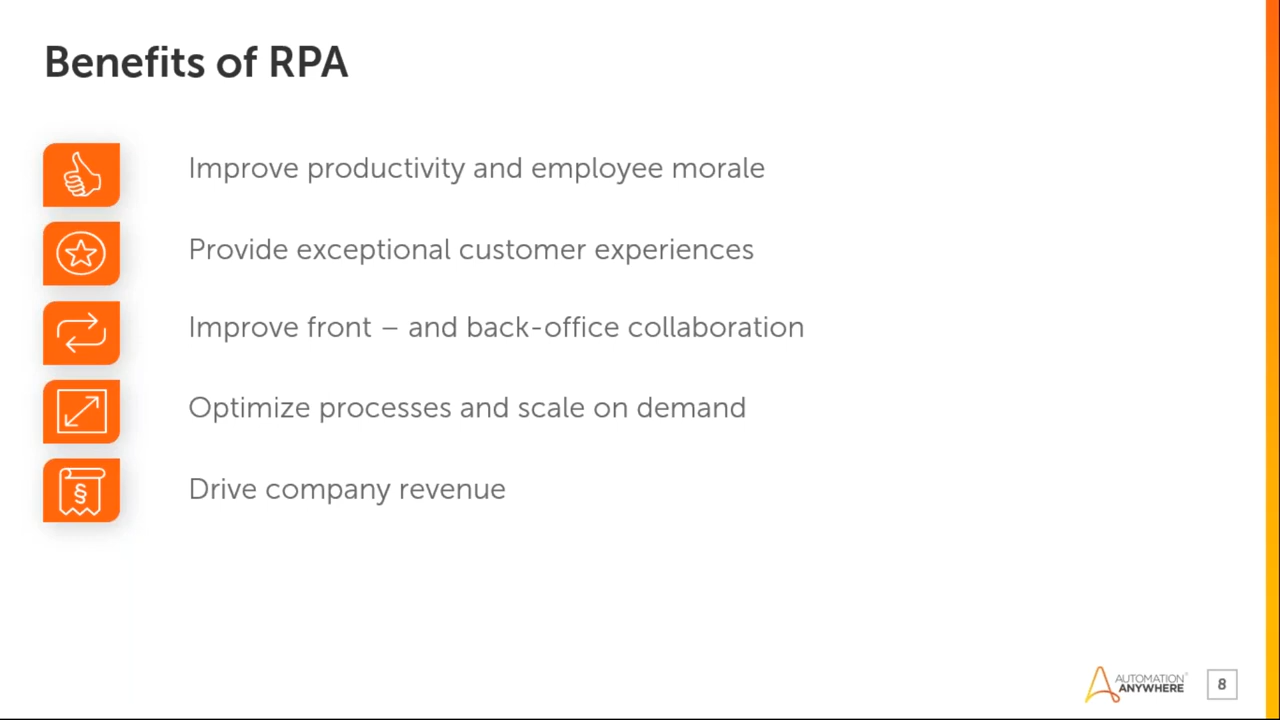 Benefits of RPA
Improve productivity and employee morale
Provide exceptional customer experiences
Improve front – and back-office collaboration
Optimize processes and scale on demand
§
Drive company revenue
AUTOMATION
ANYWHERE
8